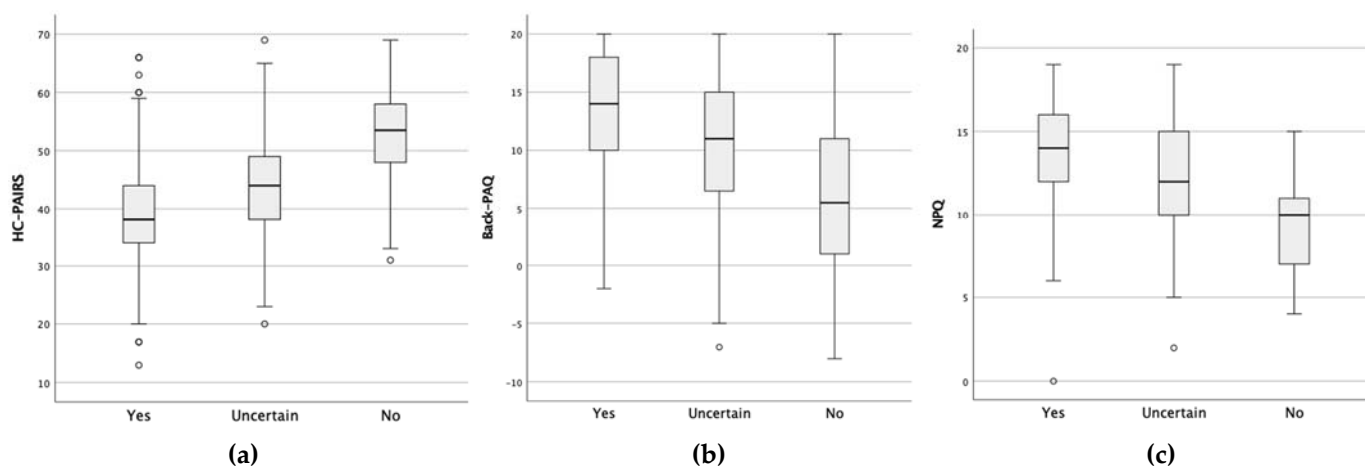 HC-PAIRS
70
60
50
40
30
20
10
Yes Uncertain No
(a)
Back-PAQ
20
15
10
5
0
-5
-10
Yes Uncertain No
(b)
NPQ
20
15
10
5
0
Yes Uncertain No
(c)